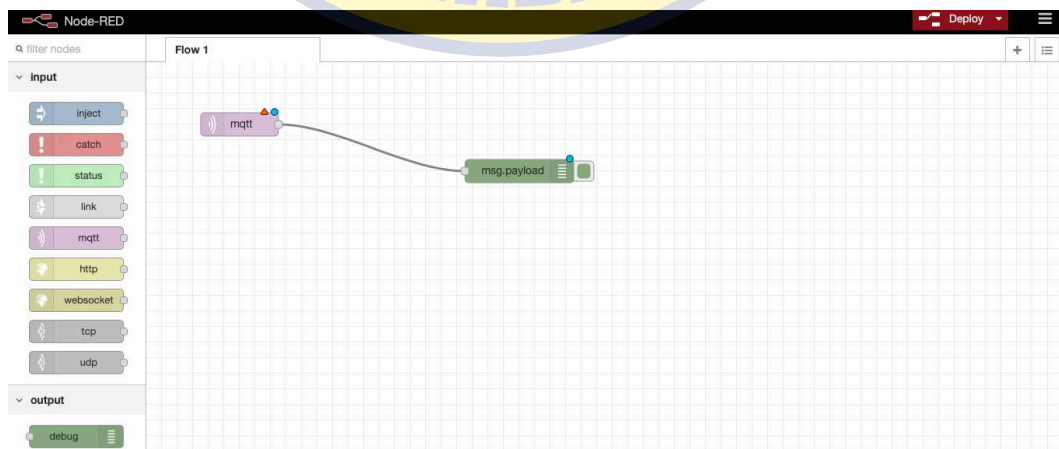 Node-RED
Deploy
filter nodes
Flow 1
input
inject
mqtt
catch
msg.payload
status
link
mqtt
http
websocket
tcp
udp
output
debug